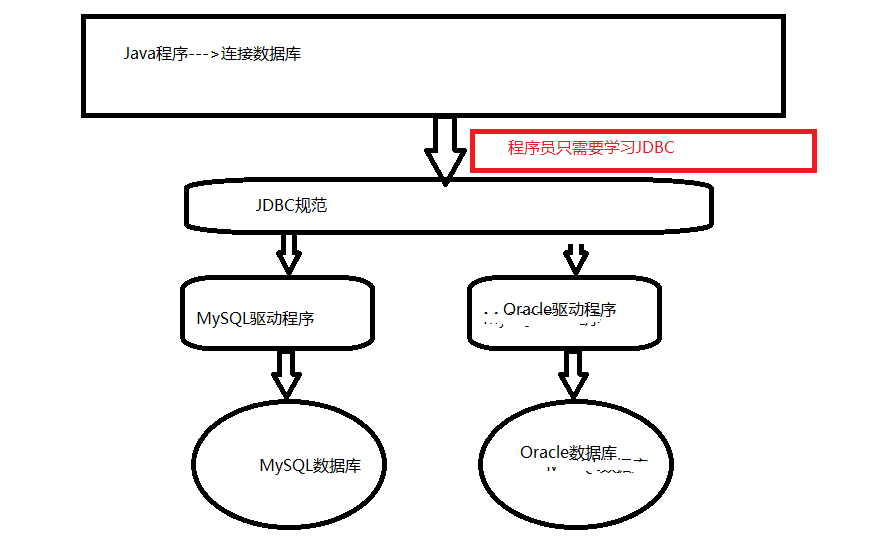 Java程序--->连接数据库
程序员只需要学习JDBC
JDBC规范
MySQL驱动程序
Oracle驱动程序
MySQL数据库
Oracle数据库